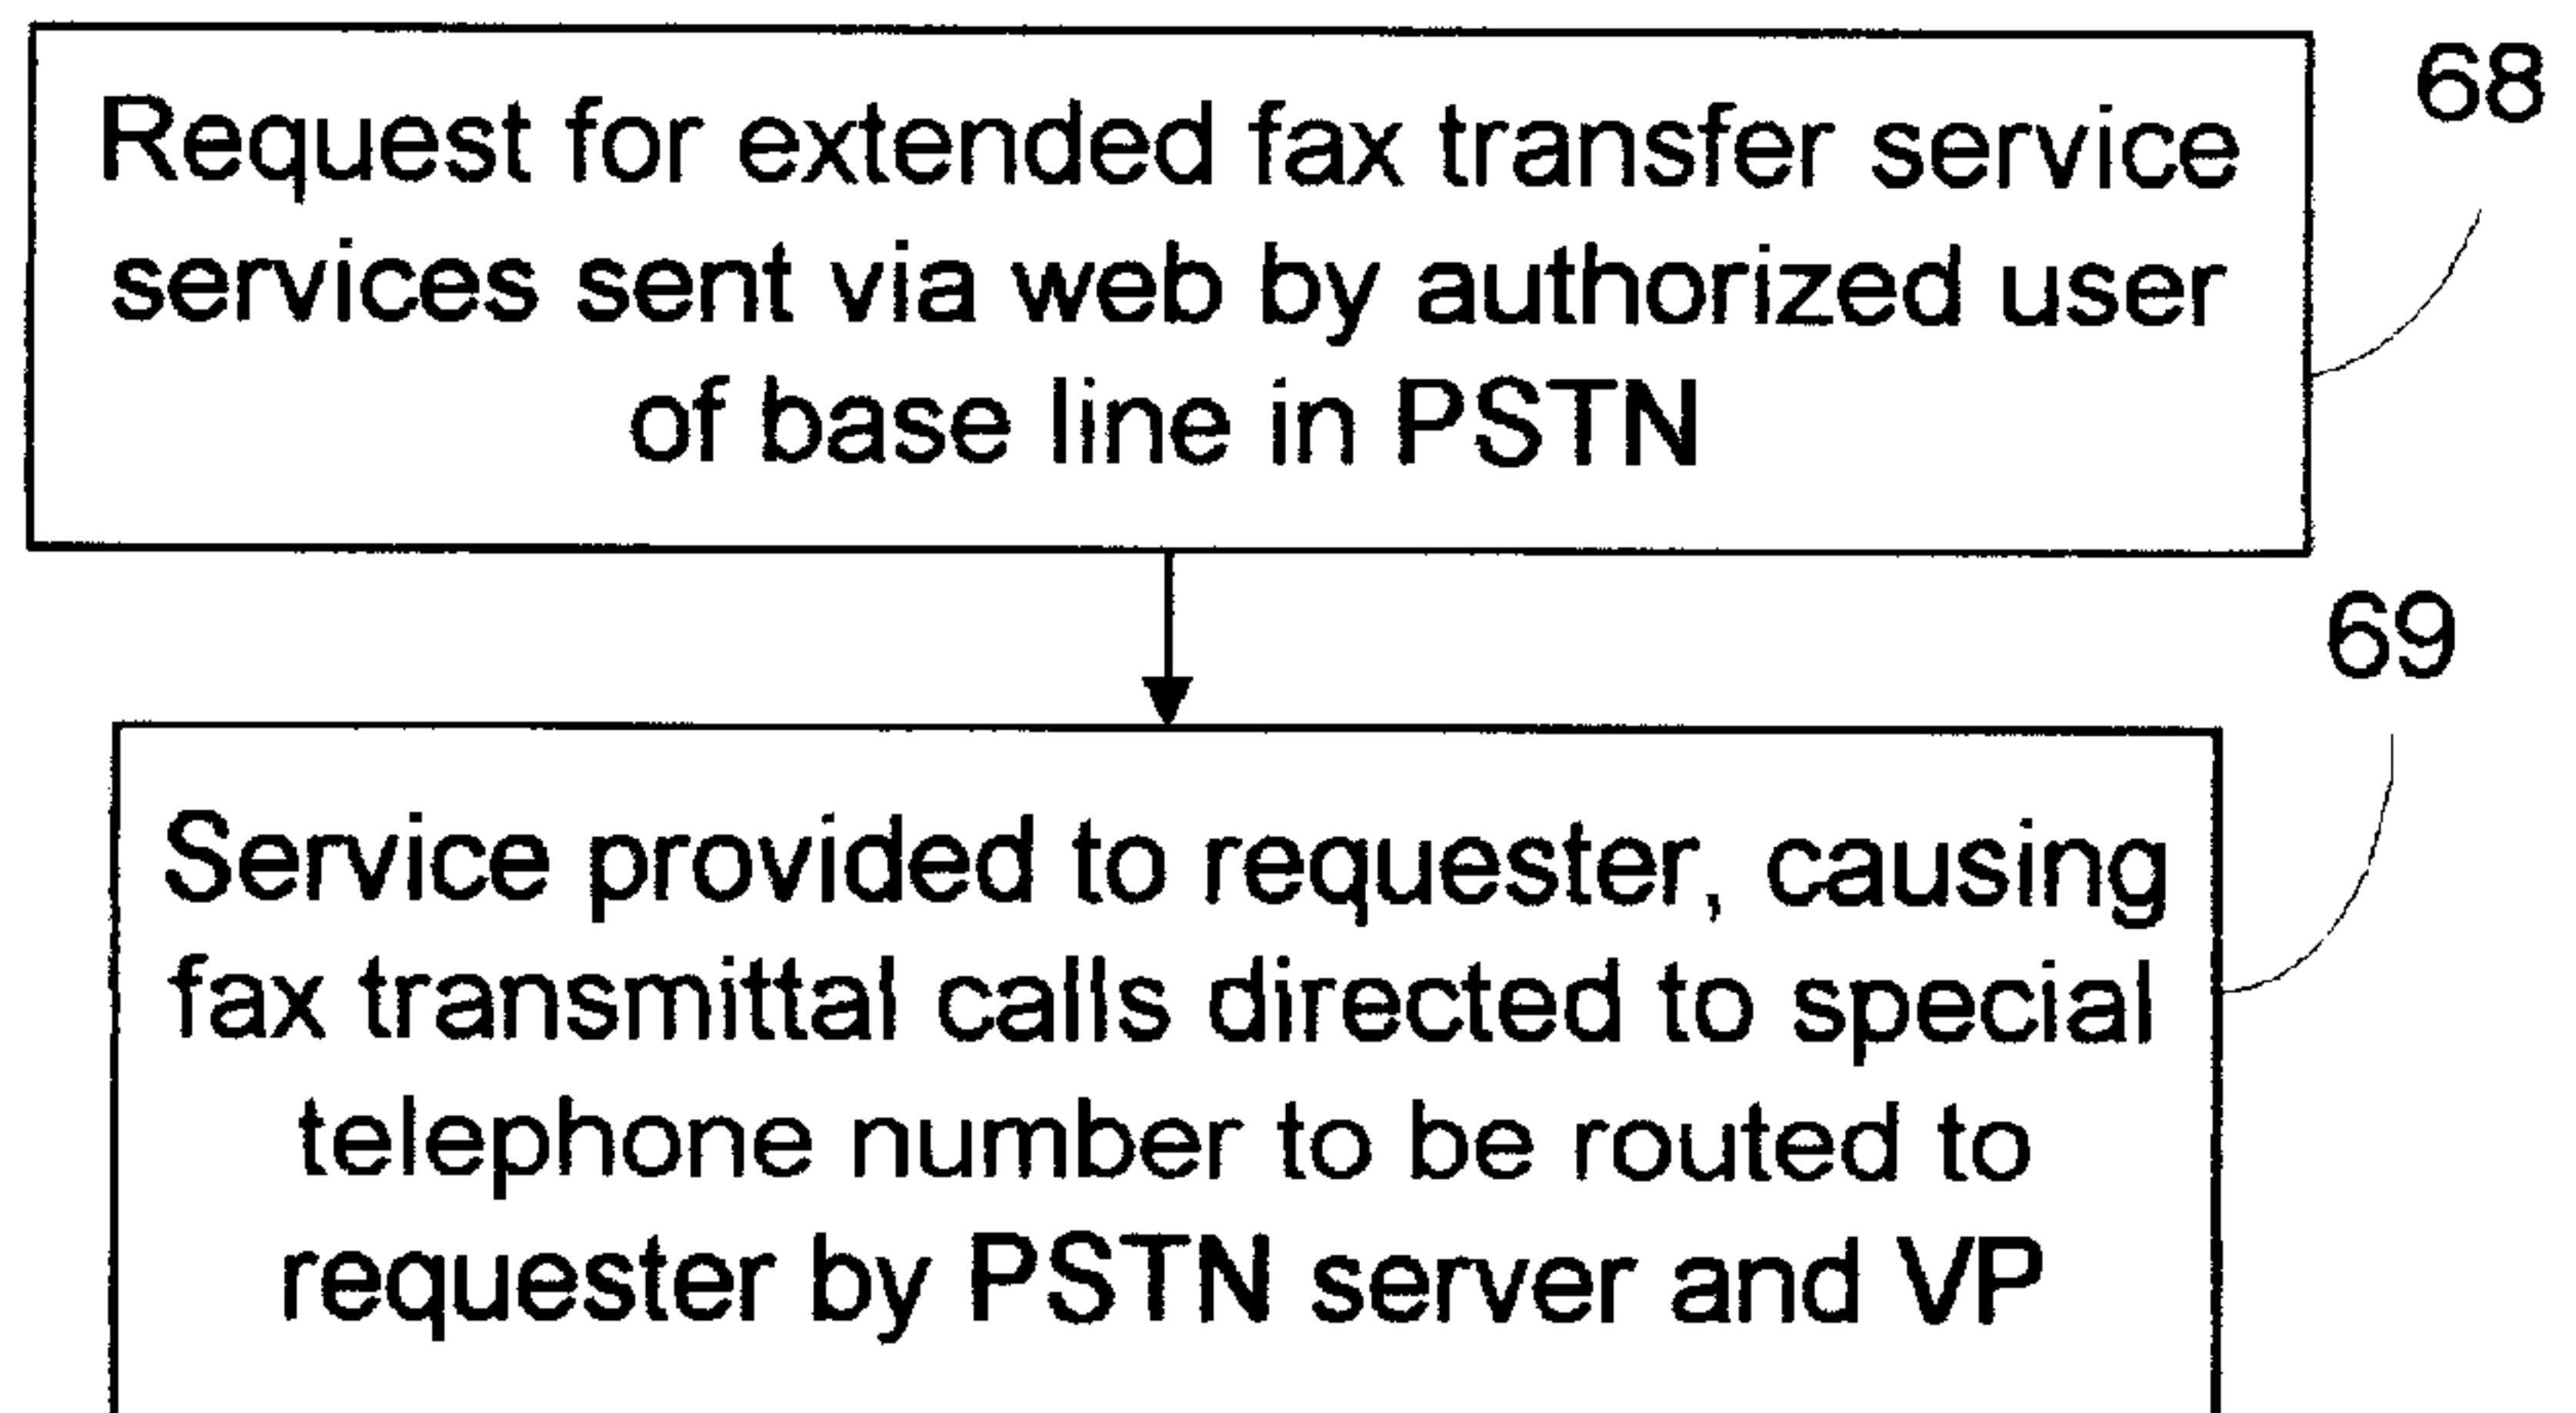 68
Request for extended fax transfer service
services sent via web by authorized user
of base line in PSTN
69
Service provided to requester, causing
fax transmittal calls directed to special
telephone number to be routed to
requester by PSTN server and VP